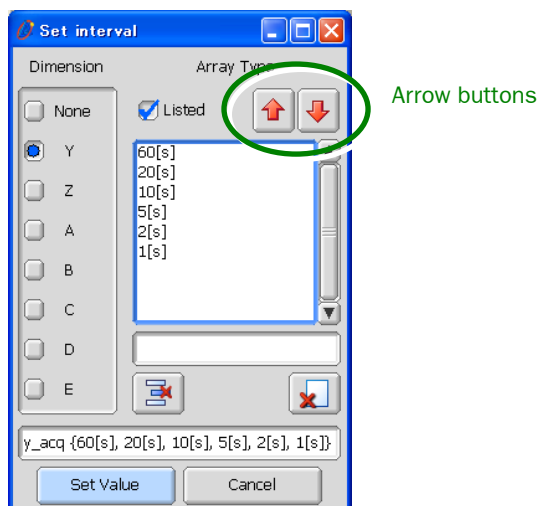 Set interval
Dimension Array Type
Arrow buttons
None Listed
Y
Z
A
B
C
D
E
60[s]
20[s]
10[s]
5[s]
2[s]
1[s]
y_acq {60[s], 20[s], 10[s], 5[s], 2[s], 1[s]}
Set Value Cancel